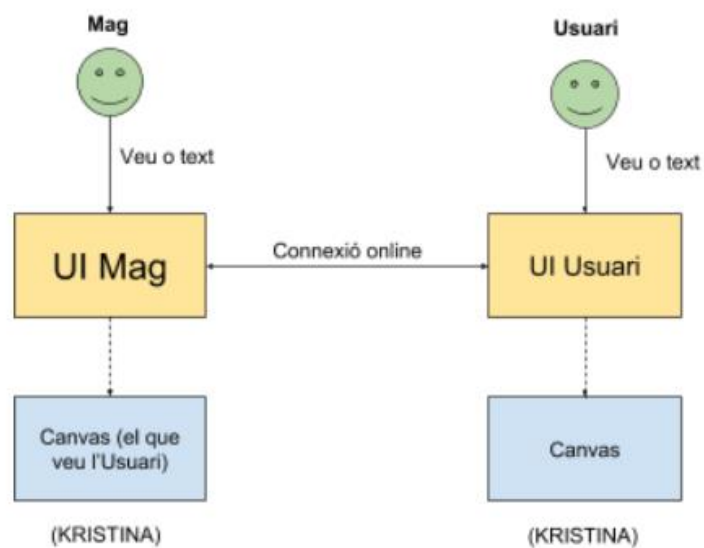 Mag
Usuari
Veu o text
Veu o text
UI Mag
Connexió online
UI Usuari
Canvas (el que
veu l'Usuari)
Canvas
(KRISTINA)
(KRISTINA)